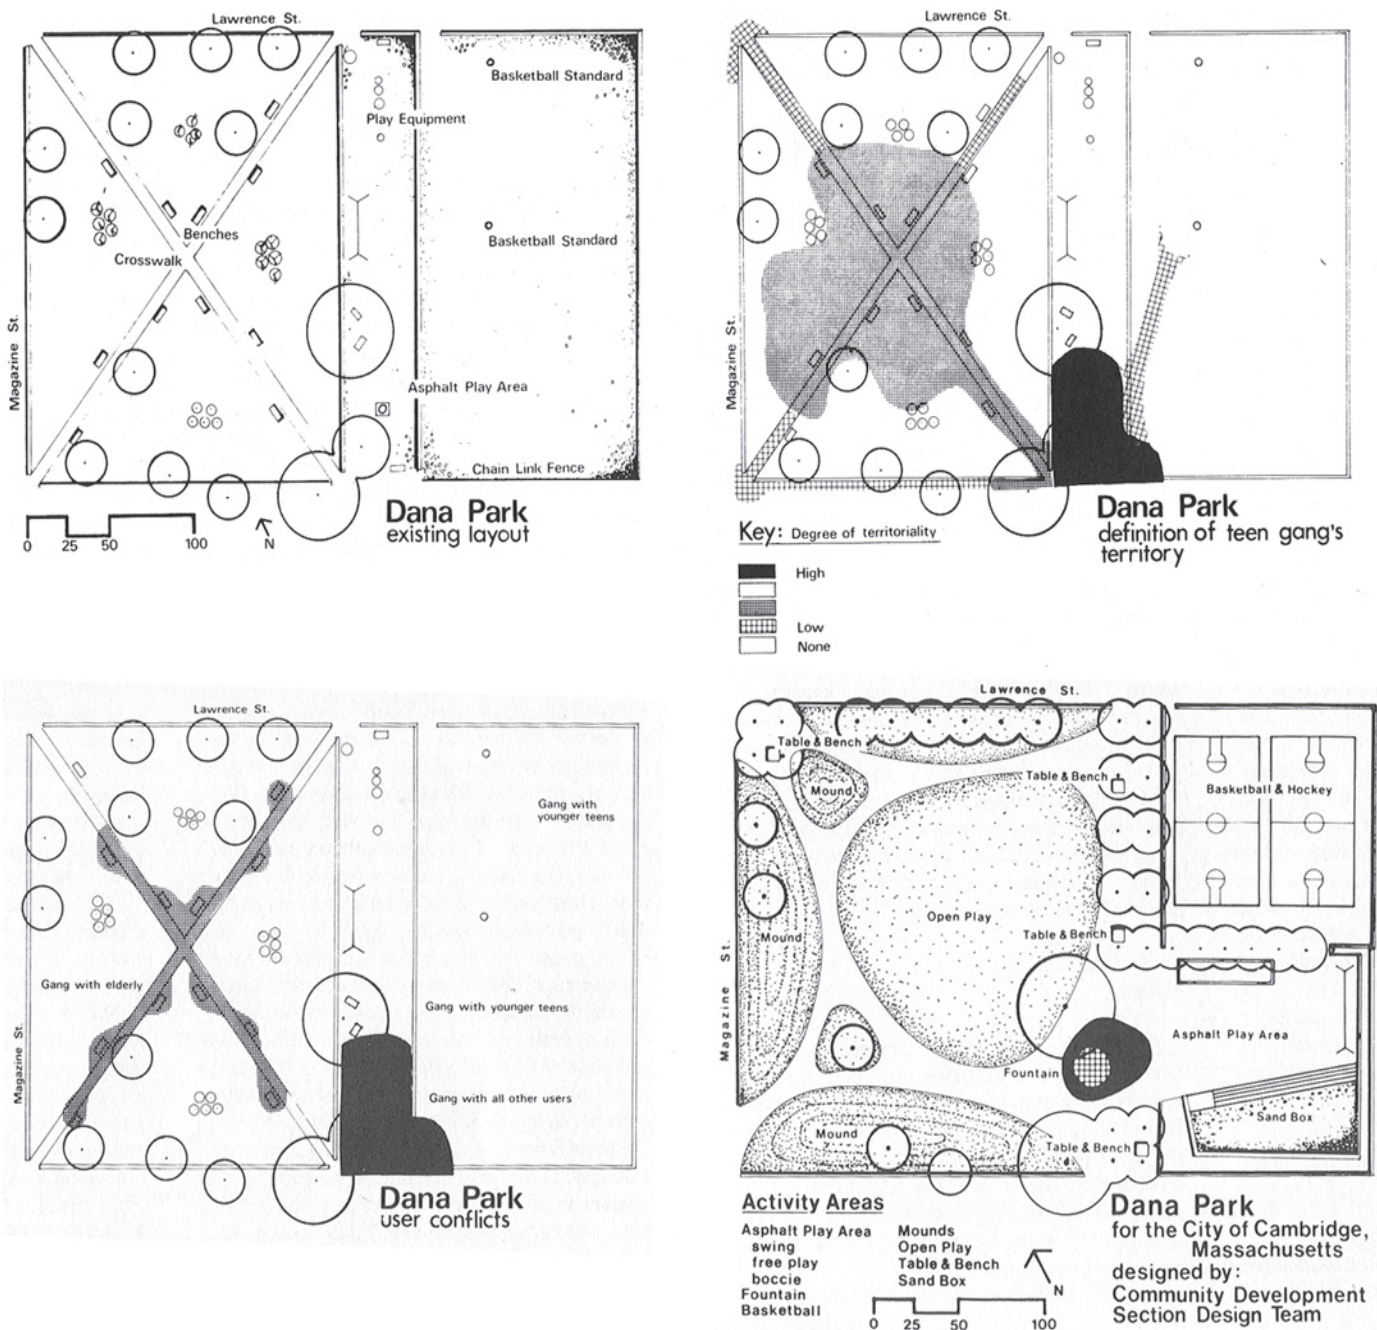 Lawrence St.
Basketball Standard
Play Equipment
Basketball Standard
Benches
Crosswalk
Magazine St.
Asphalt Play Area
Chain Link Fence
Dana Park
existing layout
0 25 50 100
N
Lawrence St.
Magazine St.
Dana Park
definition of teen gang's
territory
Key: Degree of territoriality
High
Low
None
Lawrence St.
Gang with
younger teens
Gang with elderly
Gang with younger teens
Magazine St.
Gang with all other users
Dana Park
user conflicts
Lawrence St.
Table & Bench
Table & Bench
Mound
Basketball & Hockey
Open Play
Table & Bench
Mound
Magazine St.
Asphalt Play Area
Fountain
Sand Box
Mound
Table & Bench
Activity Areas
Asphalt Play Area
swing
free play
boccie
Fountain
Basketball
Mounds
Open Play
Table & Bench
Sand Box
N
0 25 50 100
Dana Park
for the City of Cambridge,
Massachusetts
designed by:
Community Development
Section Design Team